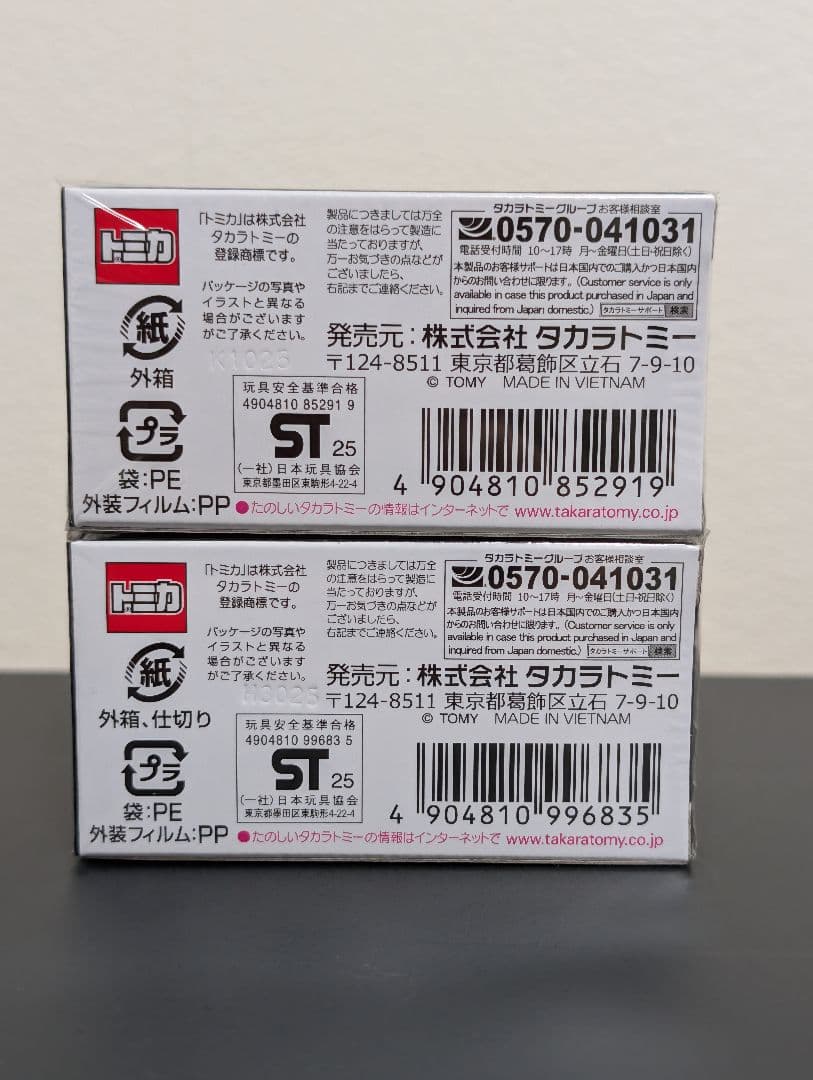 トミカ
「トミカ」は株式会社
タカラトミーの
登録商標です。
パッケージの写真や
イラストと異なる
場合がございます
がご了承ください。
製品につきましては万全
の注意をはらって製造に
当たっておりますが、
万一お気づきの点などが
ございましたら、
右記までご連絡ください。
タカラトミーグループ お客様相談室
0570-041031
電話受付時間 10〜17時 月〜金曜日(土日・祝日除く)
本製品のお客様サポートは日本国内でのご購入かつ日本国内
からのお問い合わせに限ります。(Customer service is only
available in case this product purchased in Japan and
inquired from Japan domestic.) タカラトミーサポート 検索
紙
外箱
プラ
袋:PE
外装フィルム:PP
K1025
発売元:株式会社 タカラトミー
〒124-8511 東京都葛飾区立石 7-9-10
© TOMY MADE IN VIETNAM
玩具安全基準合格
4904810 85291 9
ST 25
(一社)日本玩具協会
東京都墨田区東駒形4-22-4
4 904810 852919
●たのしいタカラトミーの情報はインターネットで www.takaratomy.co.jp
トミカ
「トミカ」は株式会社
タカラトミーの
登録商標です。
パッケージの写真や
イラストと異なる
場合がございます
がご了承ください。
製品につきましては万全
の注意をはらって製造に
当たっておりますが、
万一お気づきの点などが
ございましたら、
右記までご連絡ください。
タカラトミーグループ お客様相談室
0570-041031
電話受付時間 10〜17時 月〜金曜日(土日・祝日除く)
本製品のお客様サポートは日本国内でのご購入かつ日本国内
からのお問い合わせに限ります。(Customer service is only
available in case this product purchased in Japan and
inquired from Japan domestic.) タカラトミーサポート 検索
紙
外箱、仕切り
プラ
袋:PE
外装フィルム:PP
発売元:株式会社 タカラトミー
〒124-8511 東京都葛飾区立石 7-9-10
© TOMY MADE IN VIETNAM
玩具安全基準合格
4904810 99683 5
ST 25
(一社)日本玩具協会
東京都墨田区東駒形4-22-4
4 904810 996835
●たのしいタカラトミーの情報はインターネットで www.takaratomy.co.jp